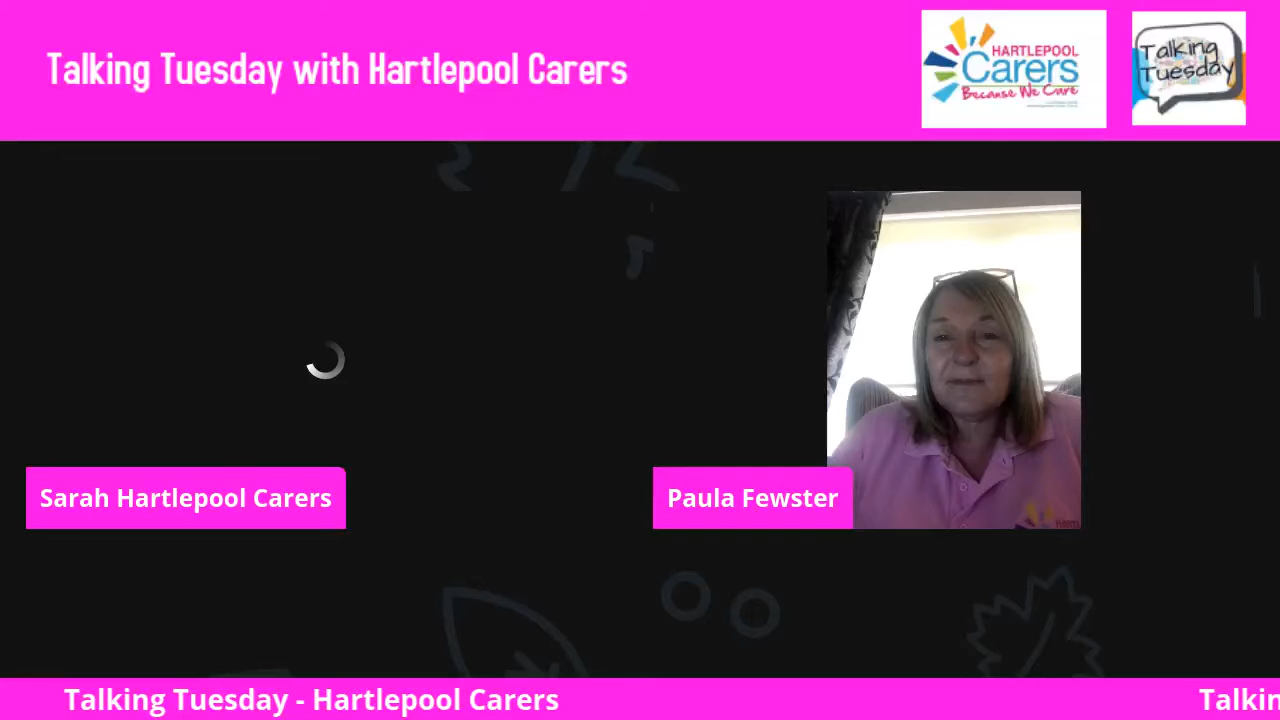 Talking Tuesday with Hartlepool Carers
HARTLEPOOL
Carers
Because We Care
Talking
Tuesday
Sarah Hartlepool Carers
Paula Fewster
Talking Tuesday - Hartlepool Carers
Talkin